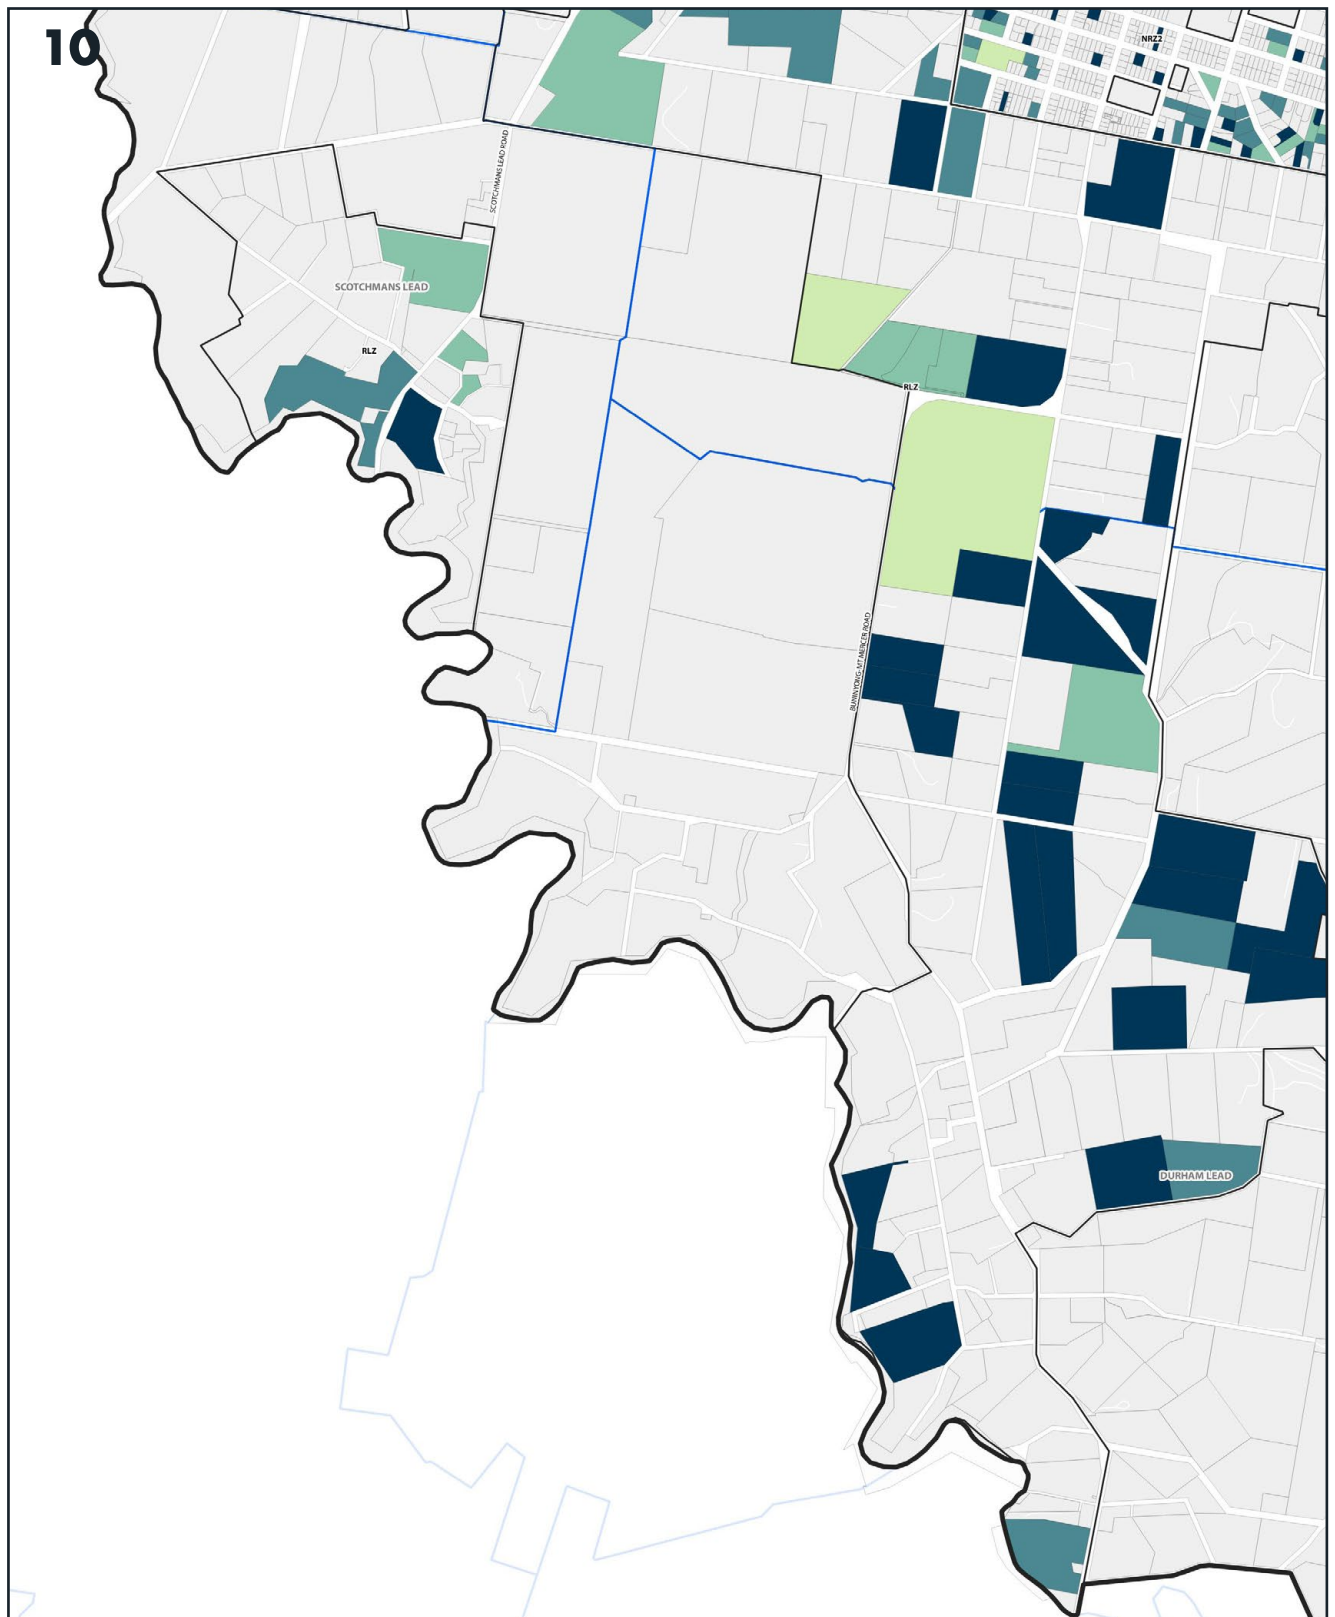 10
NRZ2
SCOTCHMANS LEAD ROAD
SCOTCHMANS LEAD
RLZ
RLZ
BUNINYONG-MT MERCER ROAD
DURHAM LEAD